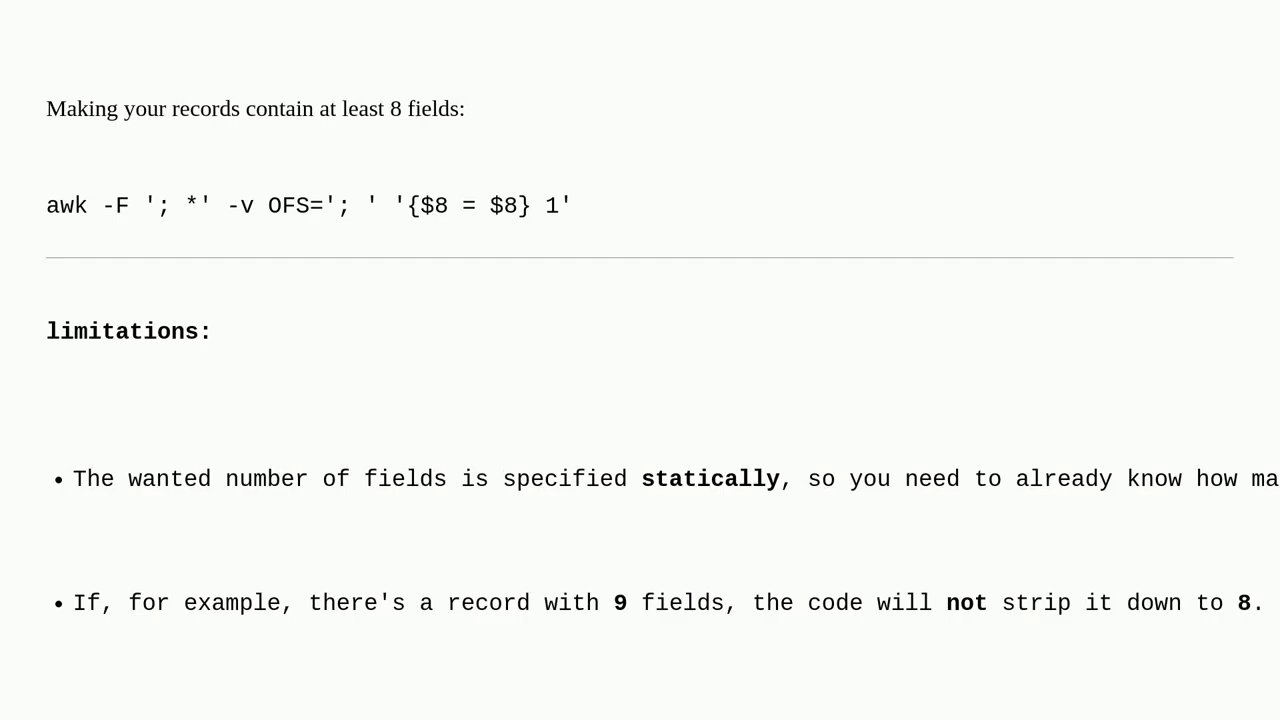 Making your records contain at least 8 fields:
awk -F '; *' -v OFS='; ' '{$8 = $8} 1'
limitations:
• The wanted number of fields is specified statically, so you need to already know how
• If, for example, there's a record with 9 fields, the code will not strip it down to 8.